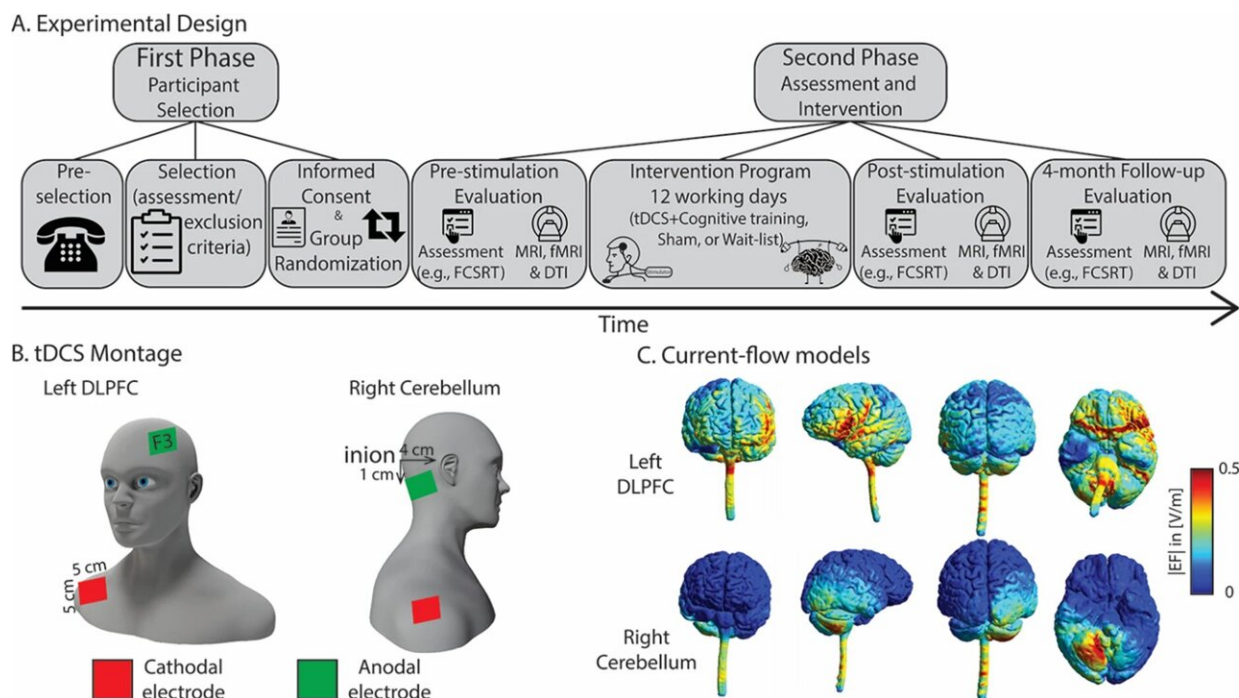 A. Experimental Design
First Phase
Participant
Selection
Second Phase
Assessment and
Intervention
Pre-
selection
Selection
(assessment/
exclusion
criteria)
Informed
Consent
&
Group
Randomization
Pre-stimulation
Evaluation
Assessment
(e.g., FCSRT)
MRI, fMRI
& DTI
Intervention Program
12 working days
(tDCS+Cognitive training,
Sham, or Wait-list)
Post-stimulation
Evaluation
Assessment
(e.g., FCSRT)
MRI, fMRI
& DTI
4-month Follow-up
Evaluation
Assessment
(e.g., FCSRT)
MRI, fMRI
& DTI
Time
B. tDCS Montage
Left DLPFC
F3
5 cm
5 cm
Right Cerebellum
inion
4 cm
1 cm
Cathodal
electrode
Anodal
electrode
C. Current-flow models
Left
DLPFC
Right
Cerebellum
|EF| in [V/m]
0.5
0